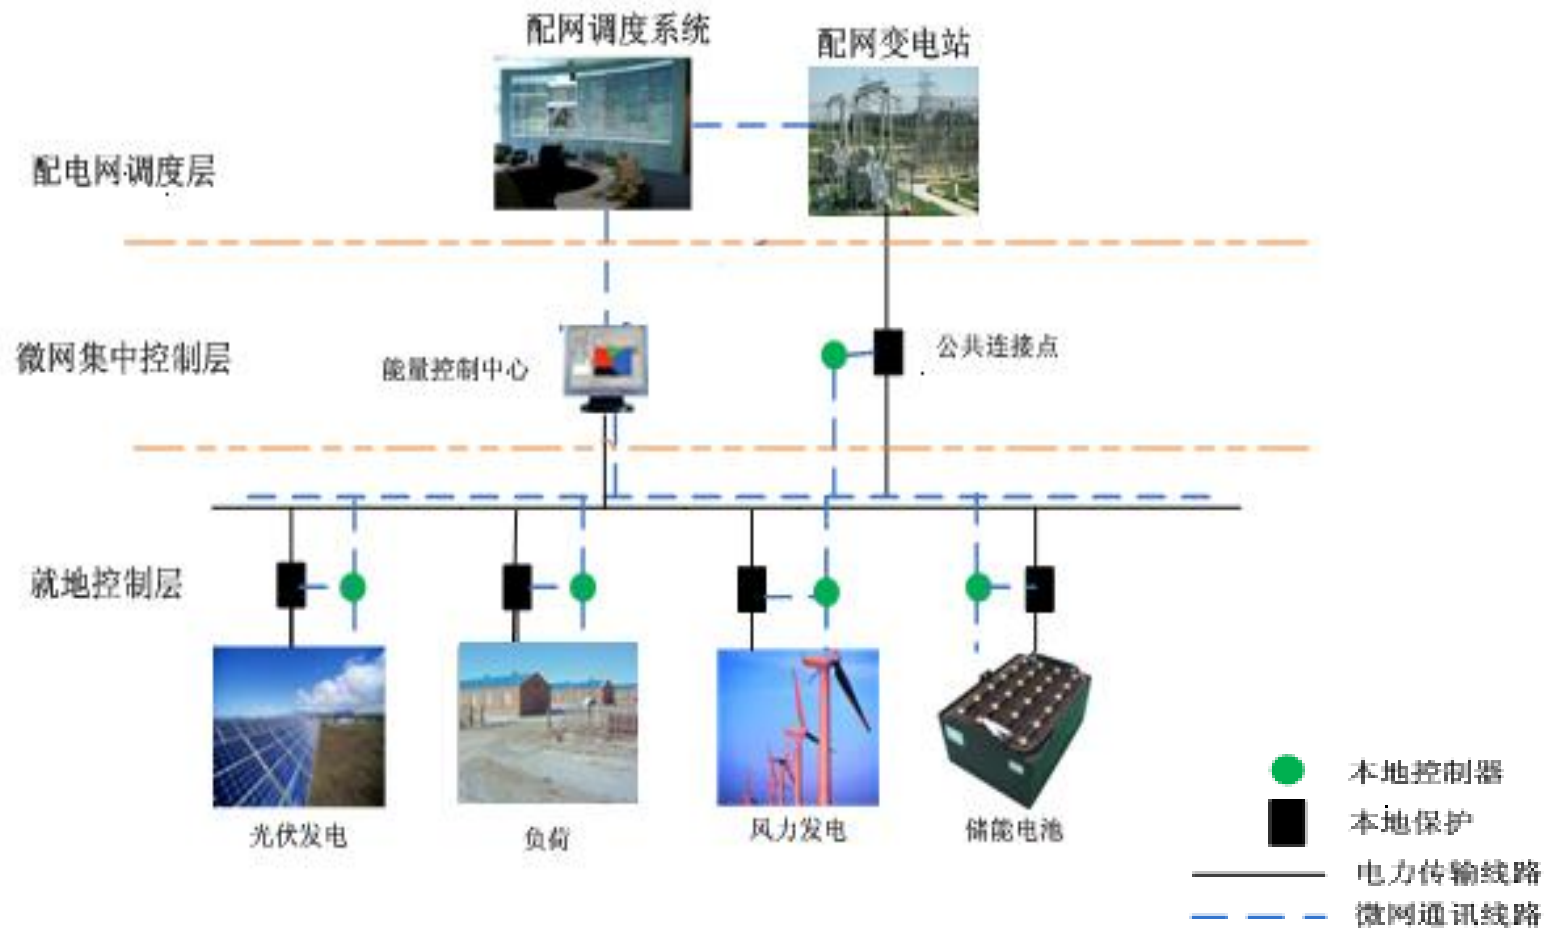 配网调度系统
配网变电站
配电网调度层
微网集中控制层
能量控制中心
公共连接点
就地控制层
光伏发电
负荷
风力发电
储能电池
本地控制器
本地保护
电力传输线路
微网通讯线路